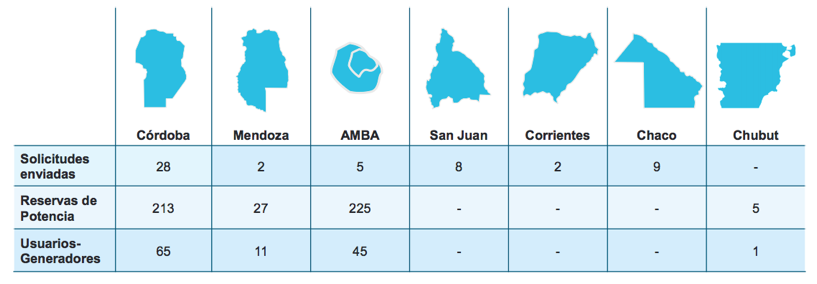 Córdoba Mendoza AMBA San Juan Corrientes Chaco Chubut
Solicitudes
enviadas 28 2 5 8 2 9 -
Reservas de
Potencia 213 27 225 - - - 5
Usuarios-
Generadores 65 11 45 - - - 1